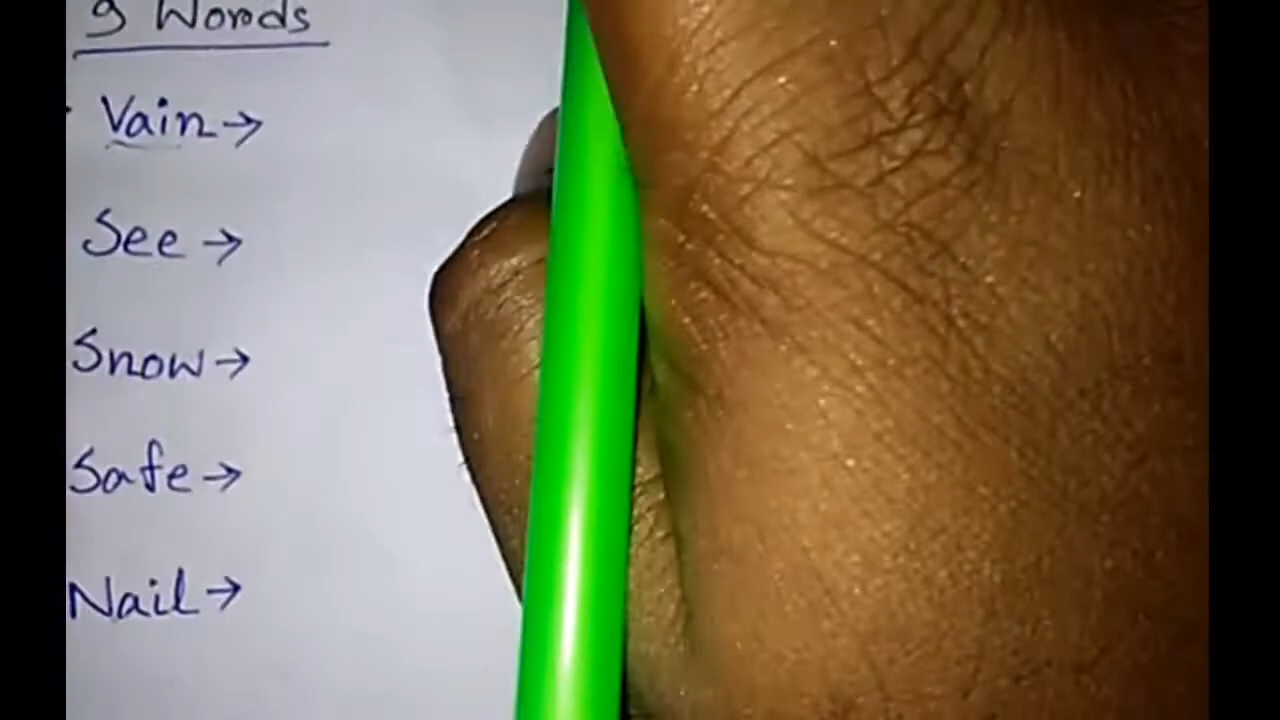 g Words
Vain →
See →
Snow →
Safe →
Nail →